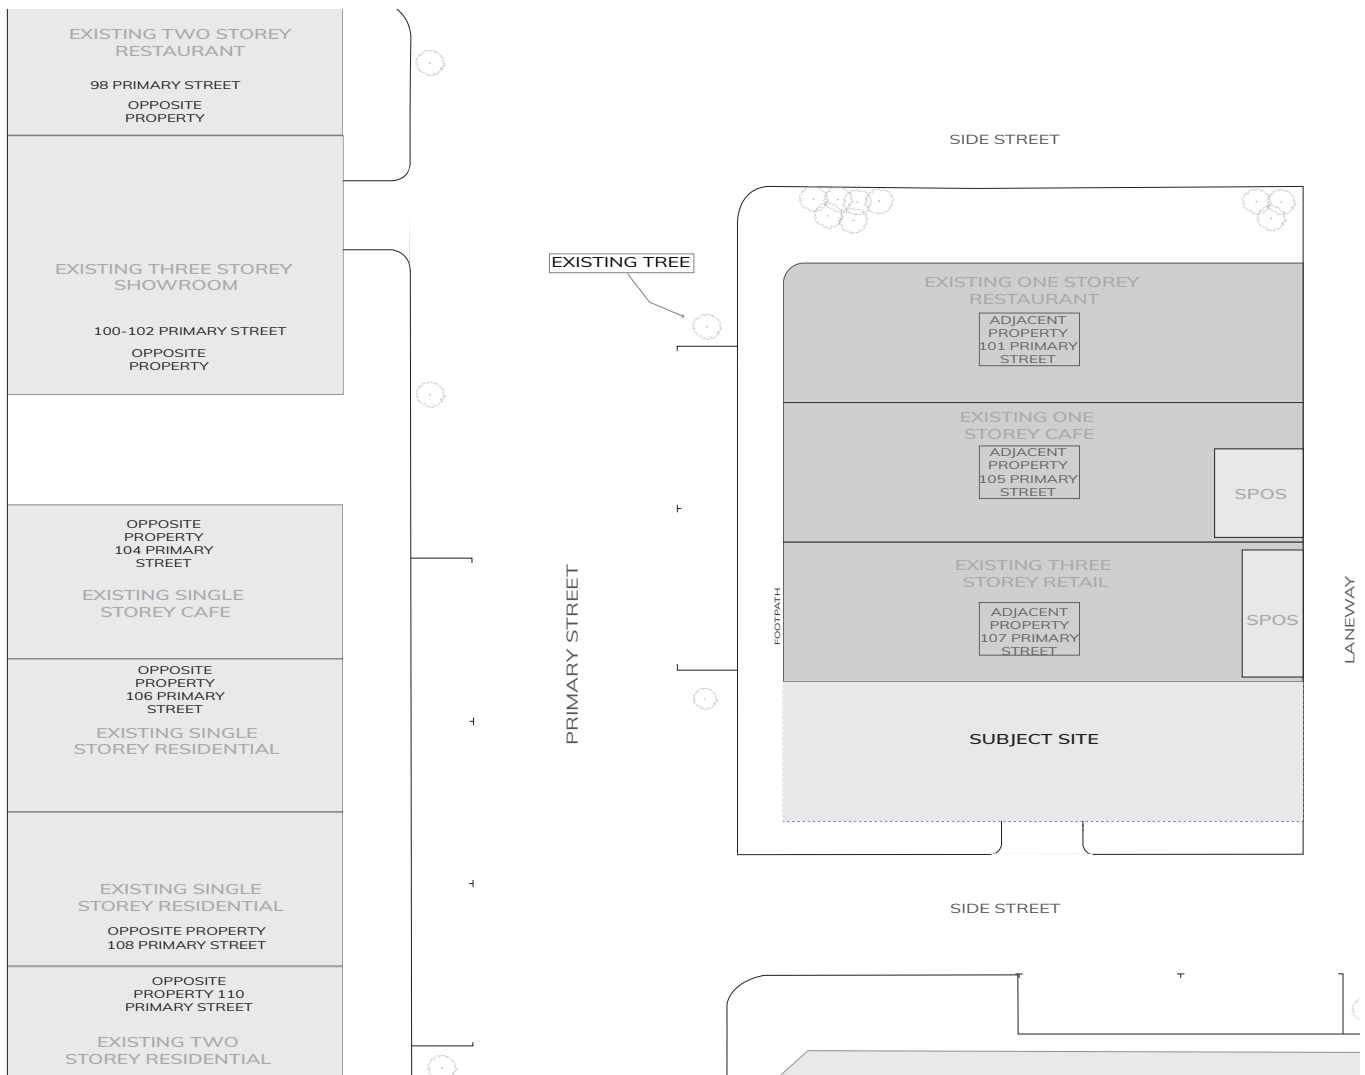 EXISTING TWO STOREY
RESTAURANT
98 PRIMARY STREET
OPPOSITE
PROPERTY
EXISTING THREE STOREY
SHOWROOM
100-102 PRIMARY STREET
OPPOSITE
PROPERTY
OPPOSITE
PROPERTY
104 PRIMARY
STREET
EXISTING SINGLE
STOREY CAFE
OPPOSITE
PROPERTY
106 PRIMARY
STREET
EXISTING SINGLE
STOREY RESIDENTIAL
EXISTING SINGLE
STOREY RESIDENTIAL
OPPOSITE PROPERTY
108 PRIMARY STREET
OPPOSITE
PROPERTY 110
PRIMARY STREET
EXISTING TWO
STOREY RESIDENTIAL
EXISTING TREE
PRIMARY STREET
SIDE STREET
EXISTING ONE STOREY
RESTAURANT
ADJACENT
PROPERTY
101 PRIMARY
STREET
EXISTING ONE
STOREY CAFE
ADJACENT
PROPERTY
105 PRIMARY
STREET
SPOS
EXISTING THREE
STOREY RETAIL
ADJACENT
PROPERTY
107 PRIMARY
STREET
SPOS
FOOTPATH
LANEWAY
SUBJECT SITE
SIDE STREET